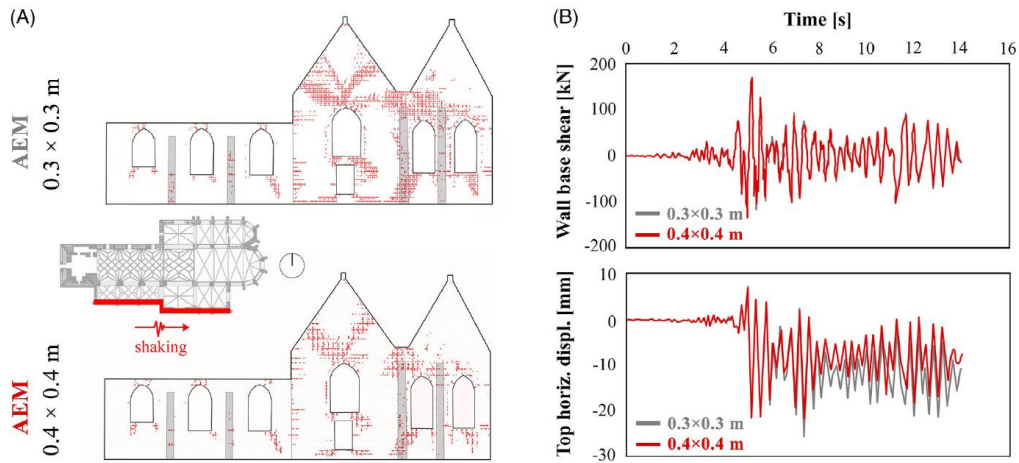 (A)
AEM
0.3 × 0.3 m
shaking
AEM
0.4 × 0.4 m
(B)
Time [s]
0 2 4 6 8 10 12 14 16
Wall base shear [kN]
200
100
0
-100
-200
0.3×0.3 m
0.4×0.4 m
Top horiz. displ. [mm]
10
0
-10
-20
-30
0.3×0.3 m
0.4×0.4 m